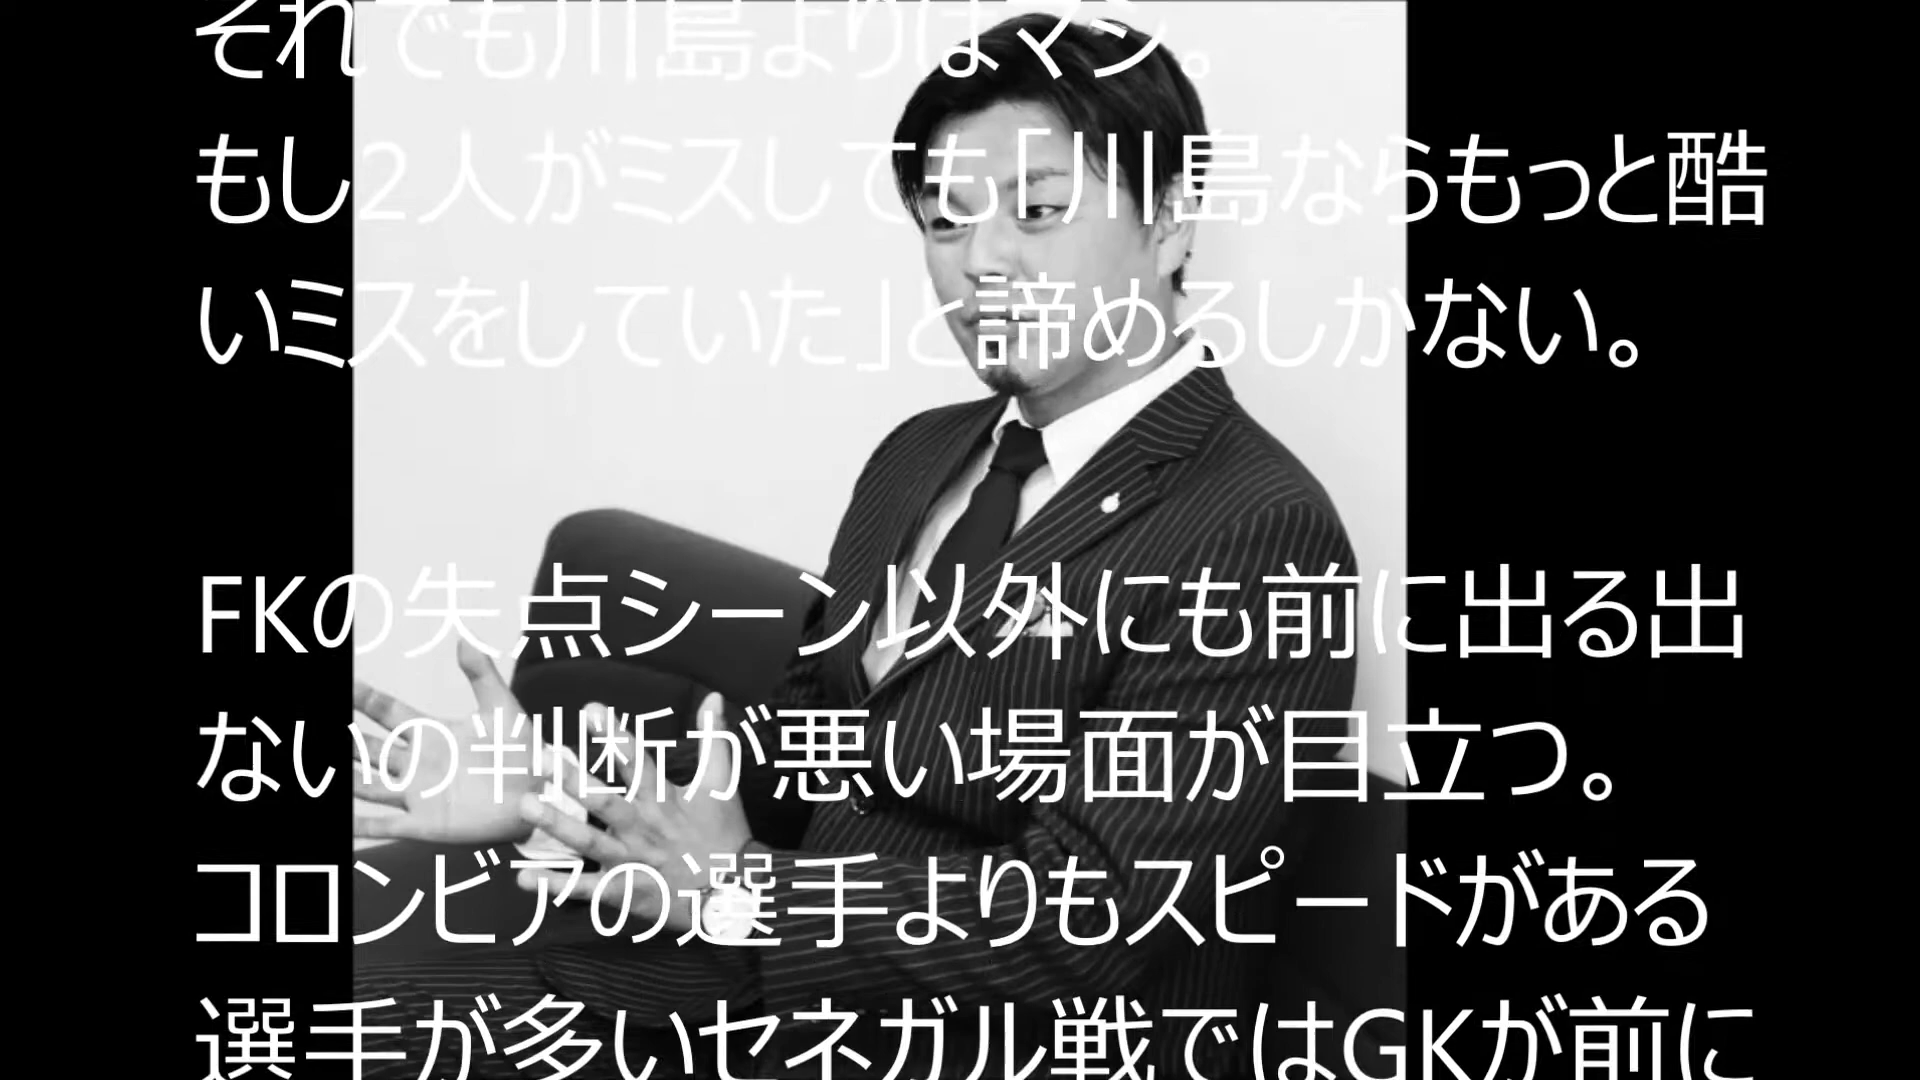 それでも川島よりはマシ。
もし2人がミスしても「川島ならもっと酷
いミスをしていた」と諦めるしかない。
FKの失点シーン以外にも前に出る出
ないの判断が悪い場面が目立つ。
コロンビアの選手よりもスピードがある
選手が多いセネガル戦ではGKが前に